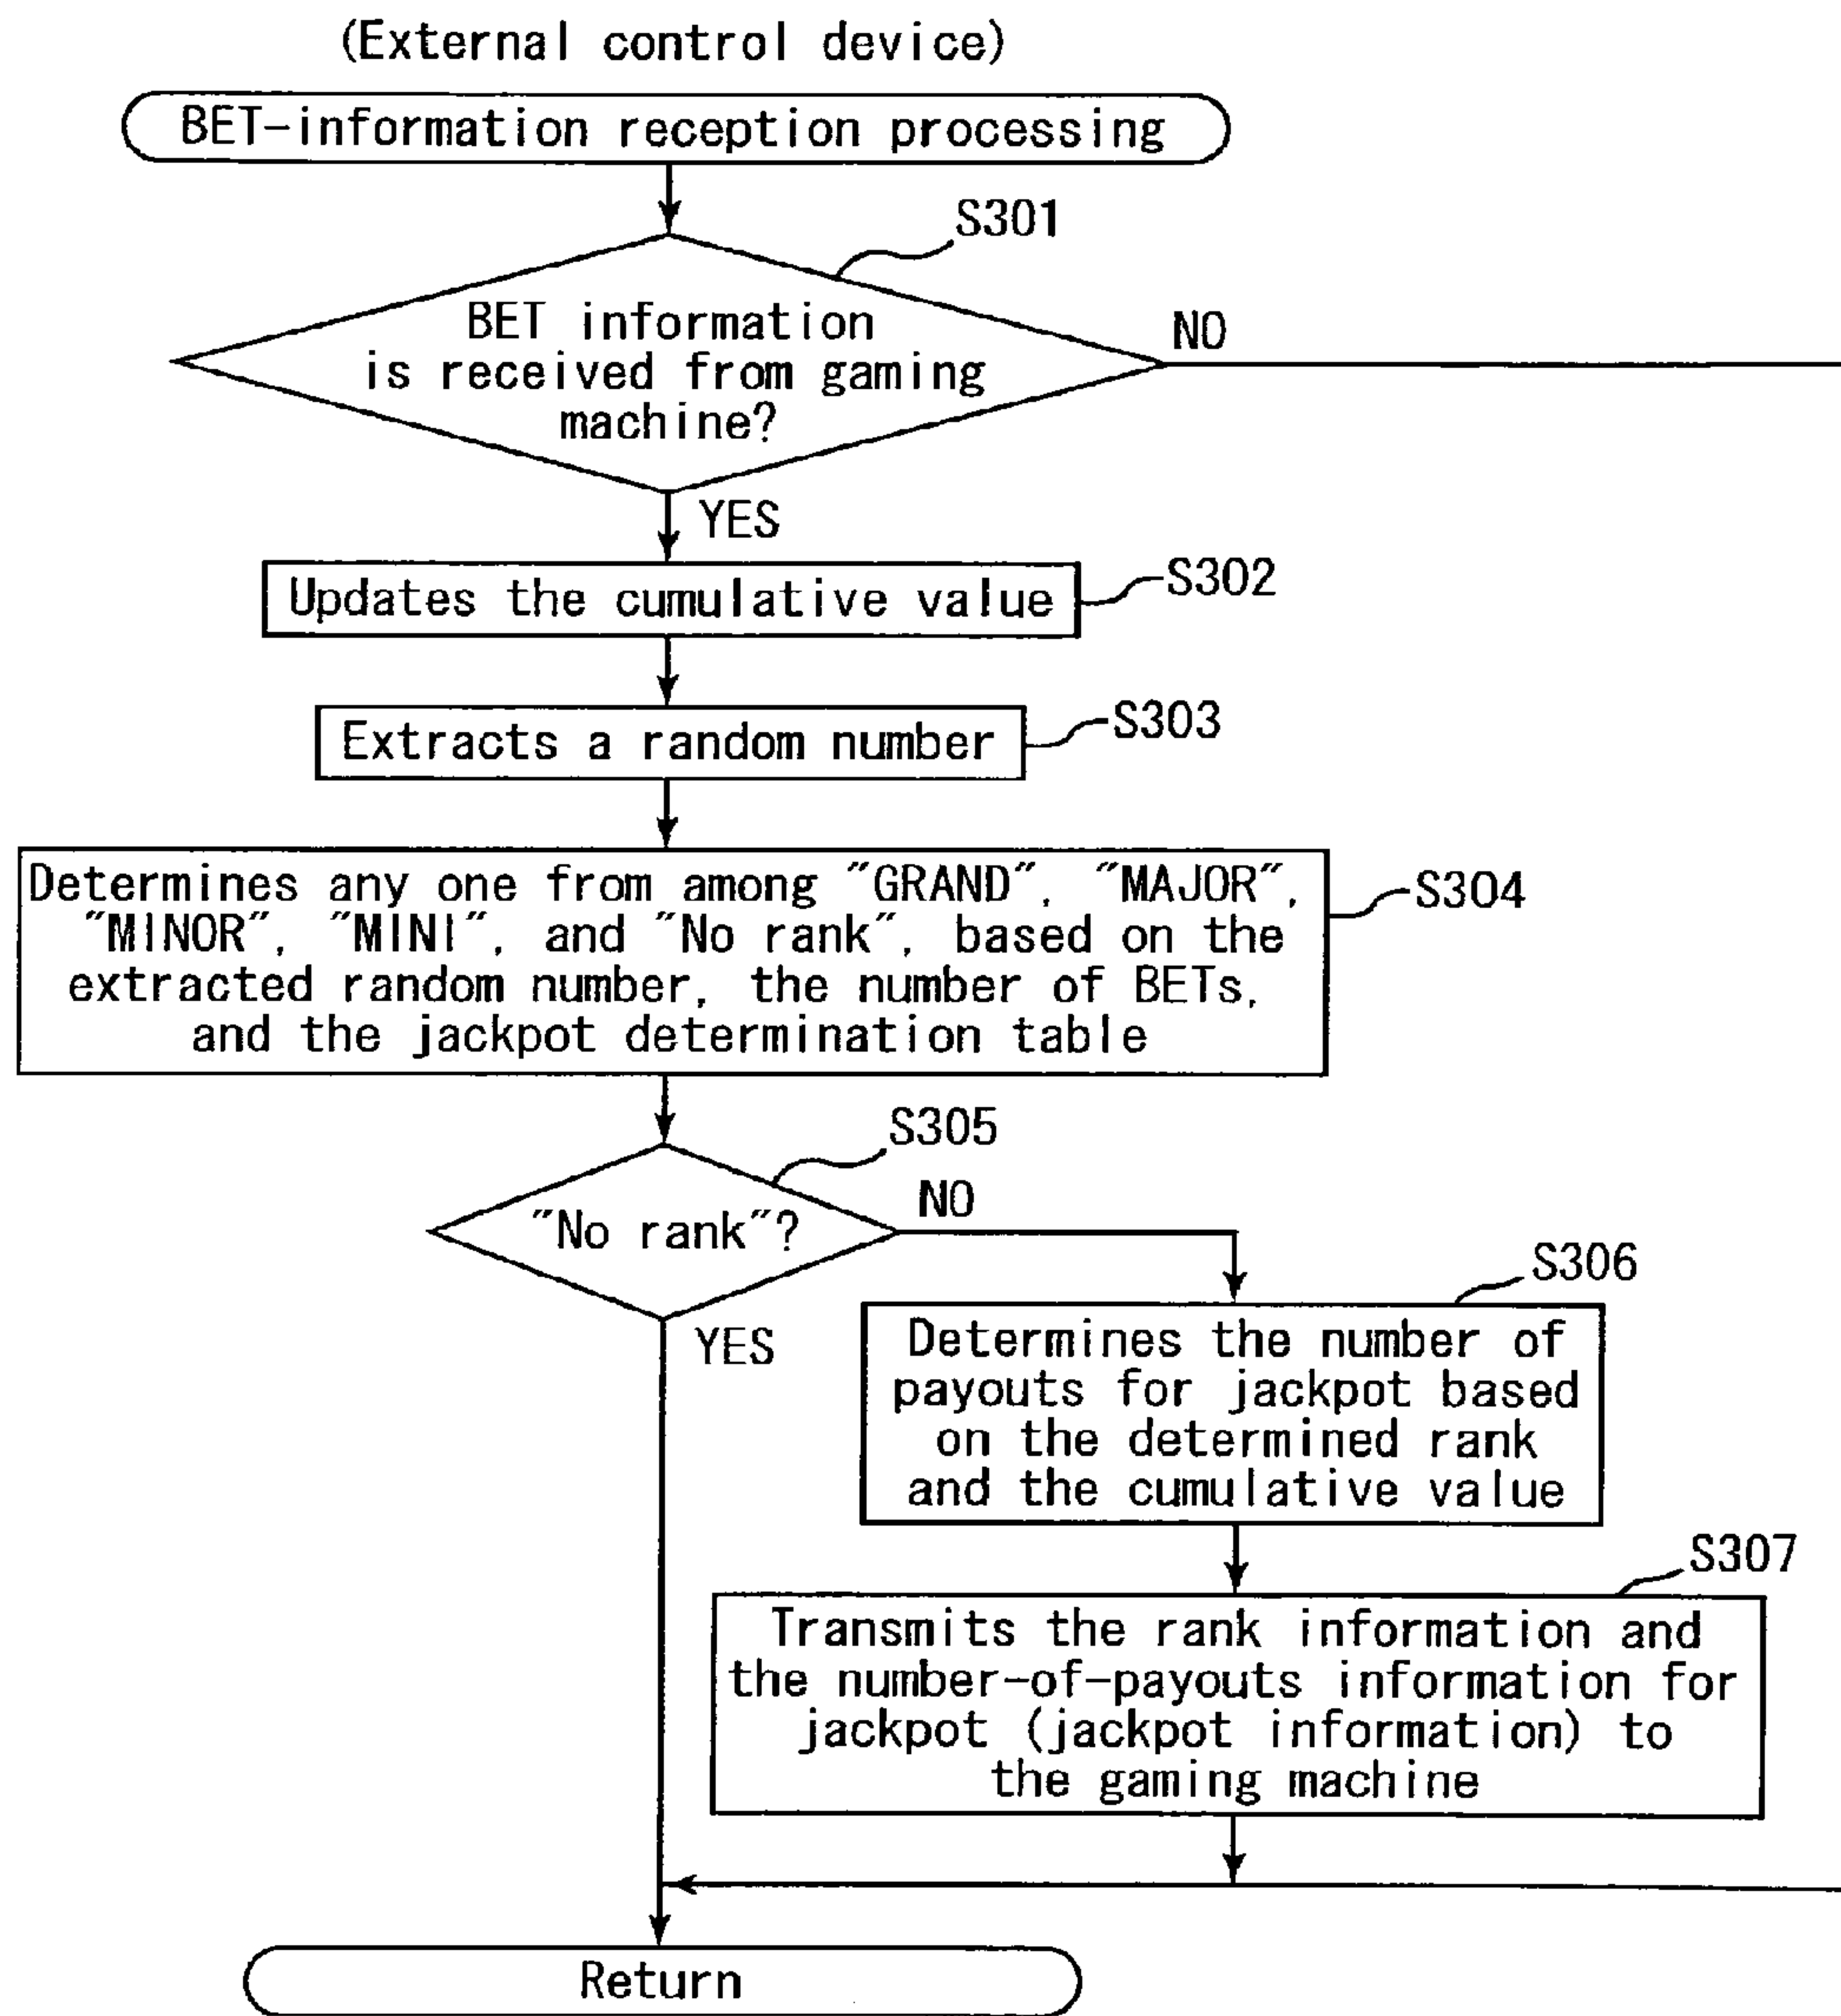 (External control device)
BET-information reception processing
S301
BET information
is received from gaming
machine?
NO
YES
Updates the cumulative value
S302
Extracts a random number
S303
Determines any one from among "GRAND", "MAJOR",
"MINOR", "MINI", and "No rank", based on the
extracted random number, the number of BETs,
and the jackpot determination table
S304
S305
"No rank"?
NO
YES
S306
Determines the number of
payouts for jackpot based
on the determined rank
and the cumulative value
S307
Transmits the rank information and
the number-of-payouts information for
jackpot (jackpot information) to
the gaming machine
Return